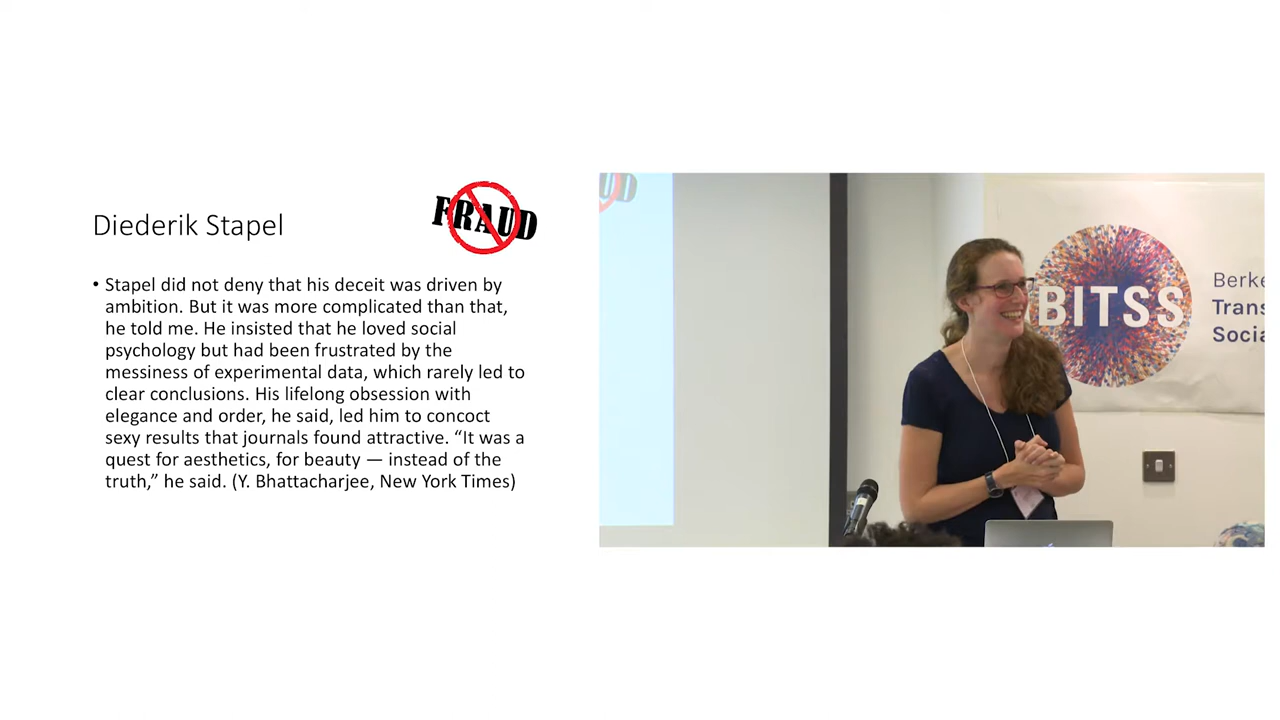 Diederik Stapel
FRAUD
• Stapel did not deny that his deceit was driven by
ambition. But it was more complicated than that,
he told me. He insisted that he loved social
psychology but had been frustrated by the
messiness of experimental data, which rarely led to
clear conclusions. His lifelong obsession with
elegance and order, he said, led him to concoct
sexy results that journals found attractive. “It was a
quest for aesthetics, for beauty — instead of the
truth,” he said. (Y. Bhattacharjee, New York Times)
UD
BITSS
Berke
Trans
Socia